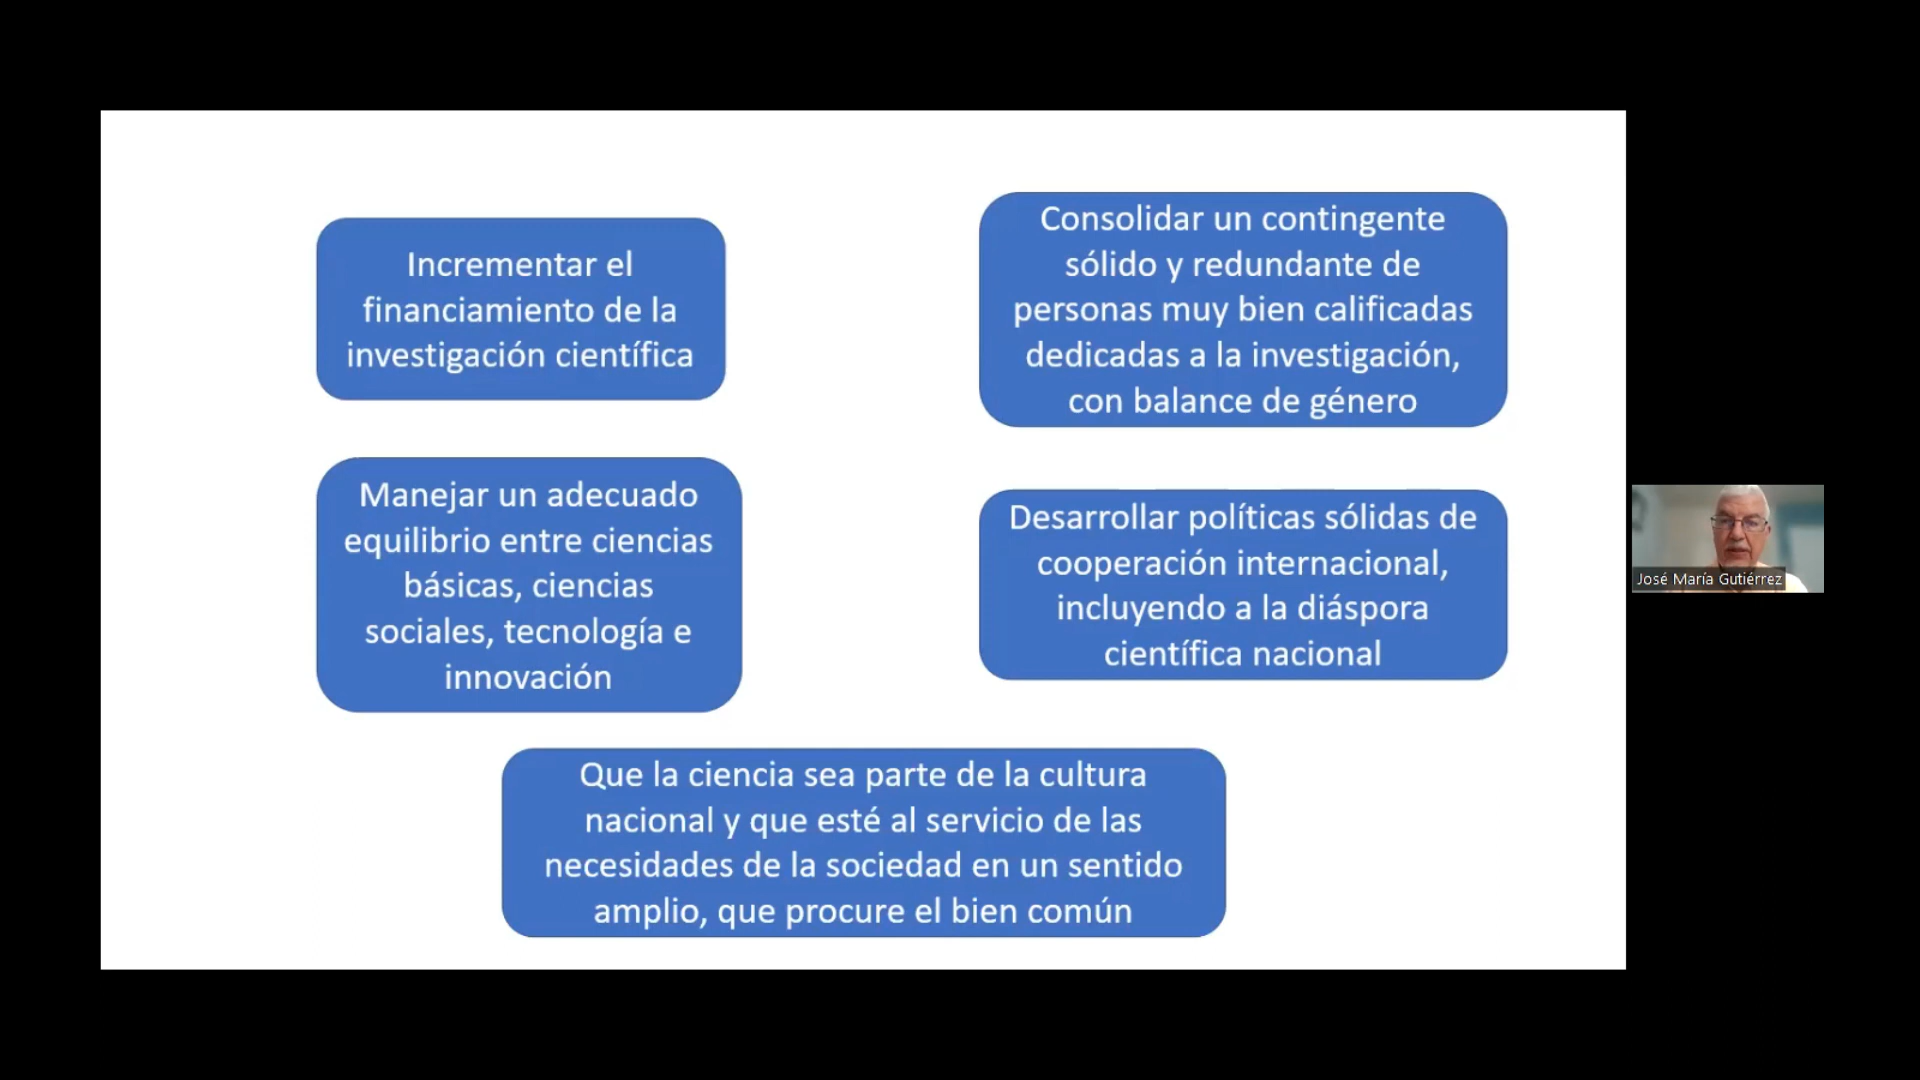 Incrementar el
financiamiento de la
investigación científica
Consolidar un contingente
sólido y redundante de
personas muy bien calificadas
dedicadas a la investigación,
con balance de género
Manejar un adecuado
equilibrio entre ciencias
básicas, ciencias
sociales, tecnología e
innovación
Desarrollar políticas sólidas de
cooperación internacional,
incluyendo a la diáspora
científica nacional
Que la ciencia sea parte de la cultura
nacional y que esté al servicio de las
necesidades de la sociedad en un sentido
amplio, que procure el bien común
José María Gutiérrez